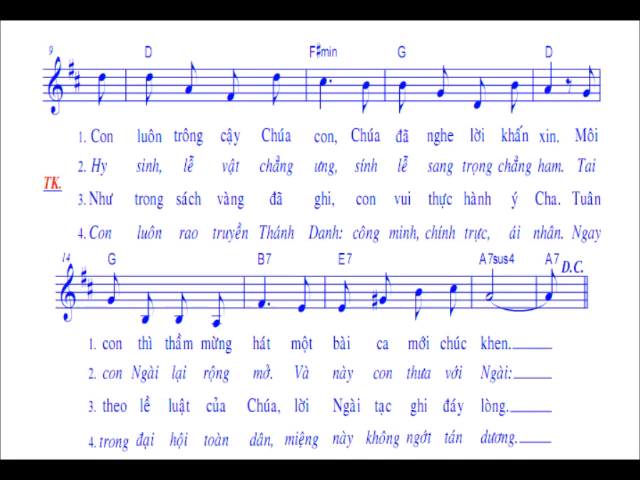 9 D F#min G D
1. Con luôn trông cậy Chúa con, Chúa đã nghe lời khấn xin. Môi
2. Hy sinh, lễ vật chẳng ưng, sính lễ sang trọng chẳng ham. Tai
TK.
3. Như trong sách vàng đã ghi, con vui thực hành ý Cha. Tuân
4. Con luôn rao truyền Thánh Danh: công minh, chính trực, ái nhân. Ngay
14 G B7 E7 A7sus4 A7 D.C.
1. con thì thầm mừng hát một bài ca mới chúc khen.
2. con Ngài lại rộng mở. Và này con thưa với Ngài:
3. theo lề luật của Chúa, lời Ngài tạc ghi đáy lòng.
4. trong đại hội toàn dân, miệng này không ngớt tán dương.